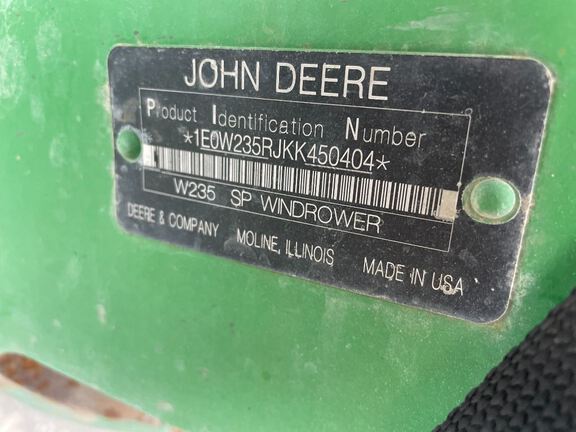 JOHN DEERE
Product Identification Number
*1E0W235RJKK450404*
W235 SP WINDROWER
DEERE & COMPANY MOLINE, ILLINOIS MADE IN USA